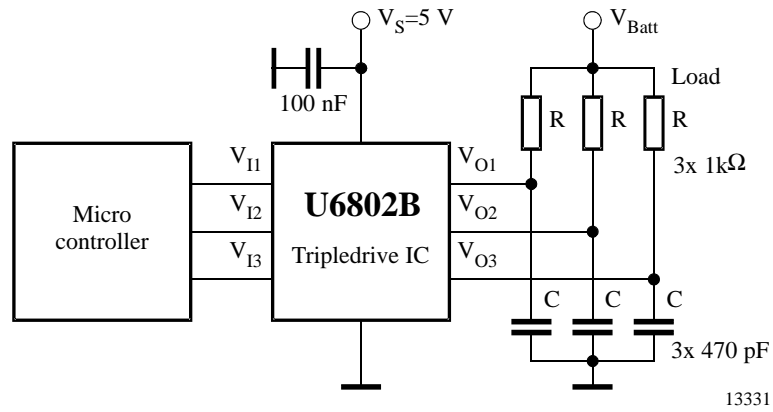 V_S=5 V
V_Batt
100 nF
Load
R
R
R
3x 1kΩ
V_I1
V_O1
Micro
controller
U6802B
Tripledrive IC
V_I2
V_O2
V_I3
V_O3
C
C
C
3x 470 pF
13331